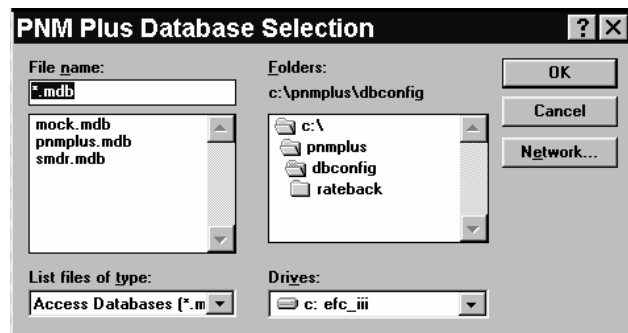 PNM Plus Database Selection
File name:
*.mdb
mock.mdb
pnmplus.mdb
smdr.mdb
List files of type:
Access Databases (*.m
Folders:
c:\pnmplus\dbconfig
c:\
pnmplus
dbconfig
rateback
Drives:
c: efc_iii
OK
Cancel
Network...